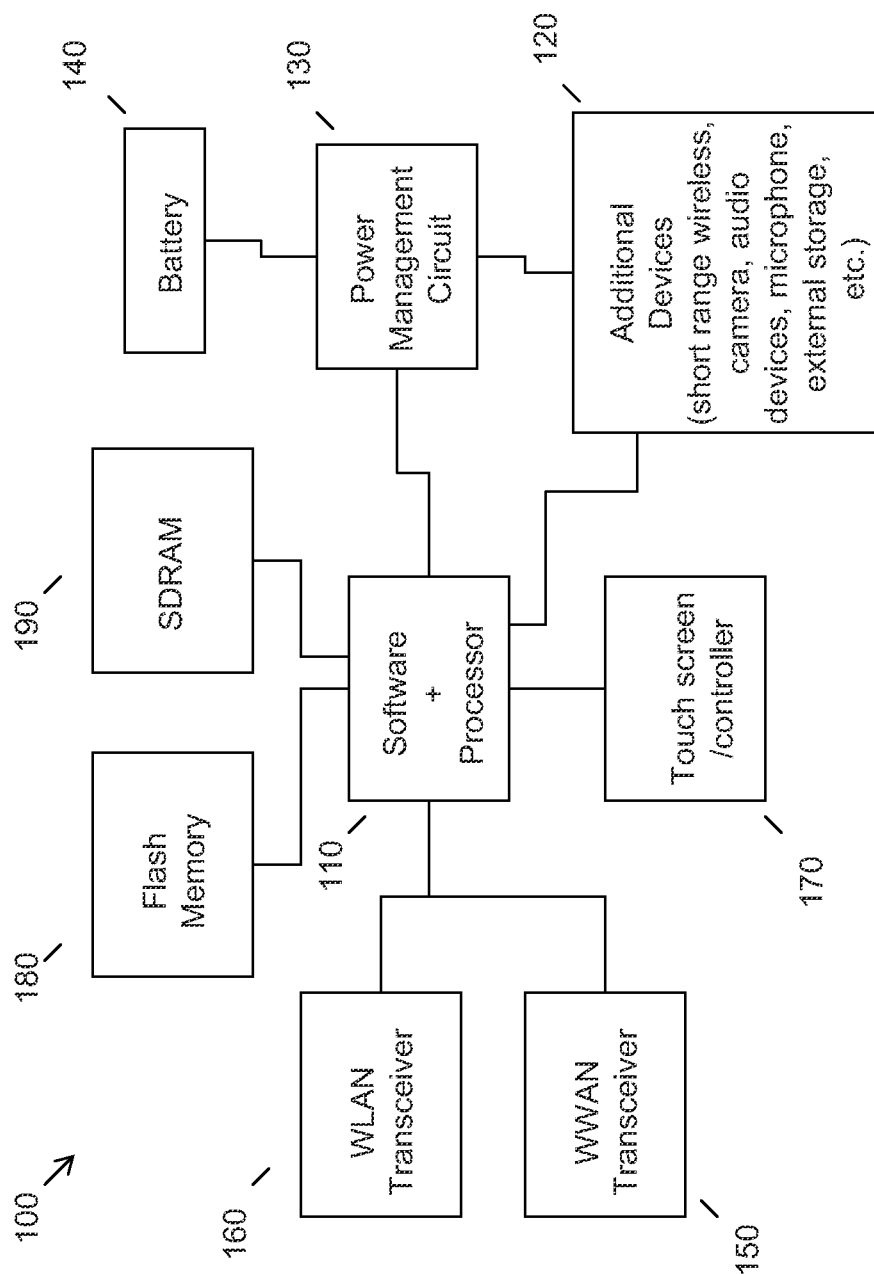 100
180
Flash
Memory
190
SDRAM
140
Battery
160
WLAN
Transceiver
110
Software
+
Processor
130
Power
Management
Circuit
150
WWAN
Transceiver
170
Touch screen
/controller
120
Additional
Devices
(short range wireless,
camera, audio
devices, microphone,
external storage,
etc.)